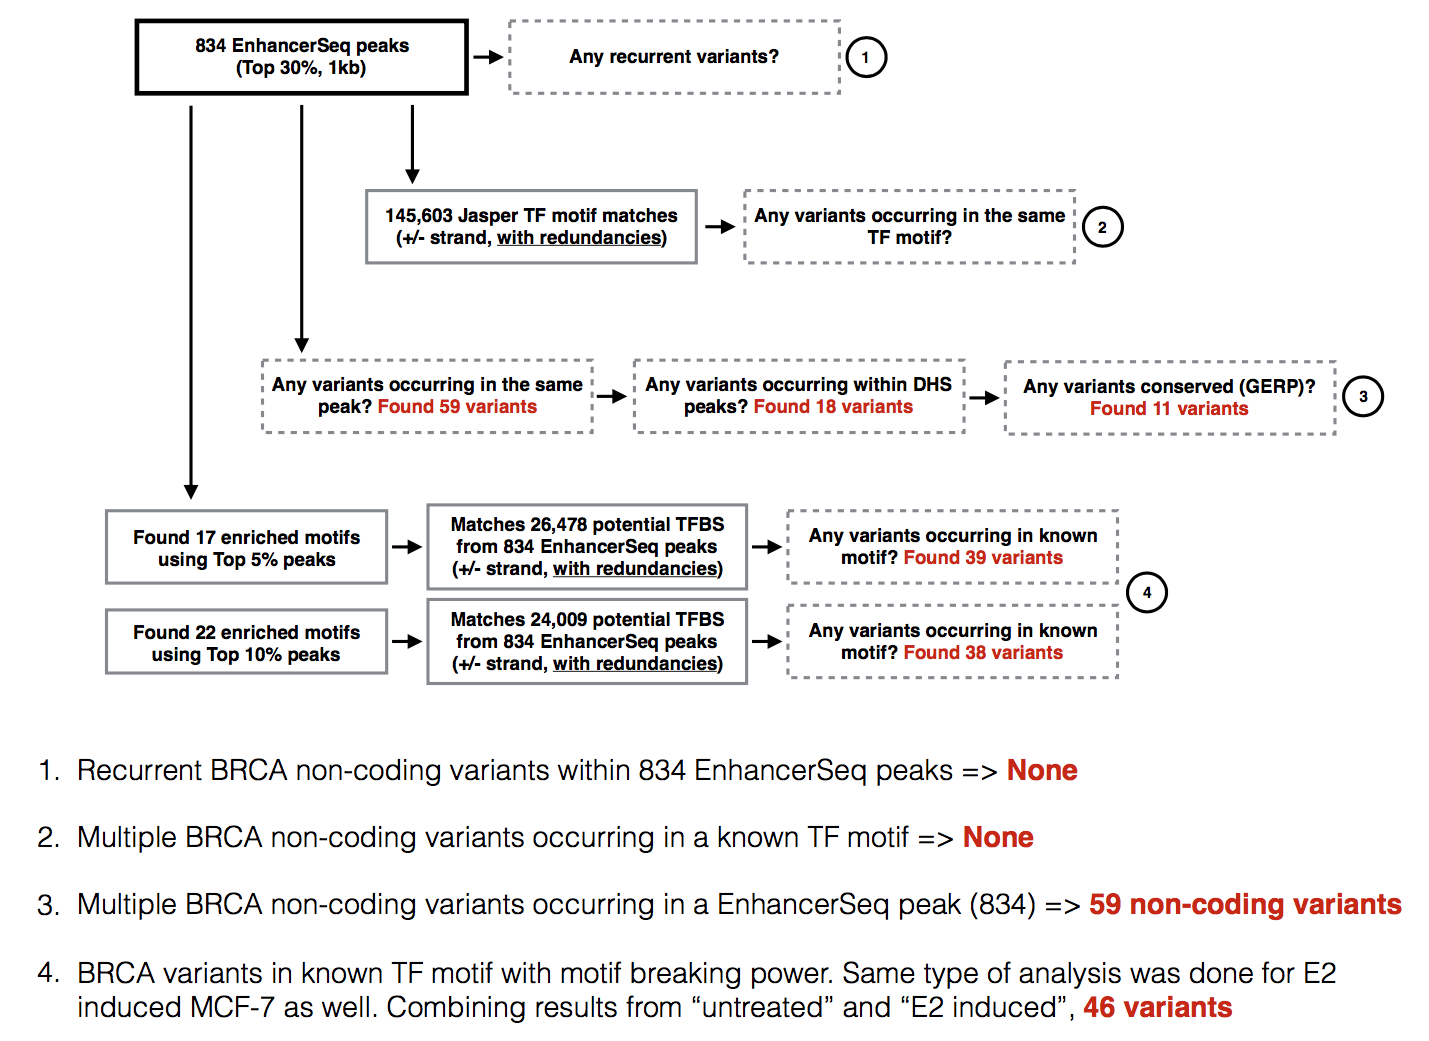 834 EnhancerSeq peaks
(Top 30%, 1kb)
Any recurrent variants?
1
145,603 Jasper TF motif matches
(+/- strand, with redundancies)
Any variants occurring in the same
TF motif?
2
Any variants occurring in the same
peak? Found 59 variants
Any variants occurring within DHS
peaks? Found 18 variants
Any variants conserved (GERP)?
Found 11 variants
3
Found 17 enriched motifs
using Top 5% peaks
Matches 26,478 potential TFBS
from 834 EnhancerSeq peaks
(+/- strand, with redundancies)
Any variants occurring in known
motif? Found 39 variants
4
Found 22 enriched motifs
using Top 10% peaks
Matches 24,009 potential TFBS
from 834 EnhancerSeq peaks
(+/- strand, with redundancies)
Any variants occurring in known
motif? Found 38 variants
1. Recurrent BRCA non-coding variants within 834 EnhancerSeq peaks => None
2. Multiple BRCA non-coding variants occurring in a known TF motif => None
3. Multiple BRCA non-coding variants occurring in a EnhancerSeq peak (834) => 59 non-coding variants
4. BRCA variants in known TF motif with motif breaking power. Same type of analysis was done for E2
induced MCF-7 as well. Combining results from “untreated” and “E2 induced”, 46 variants